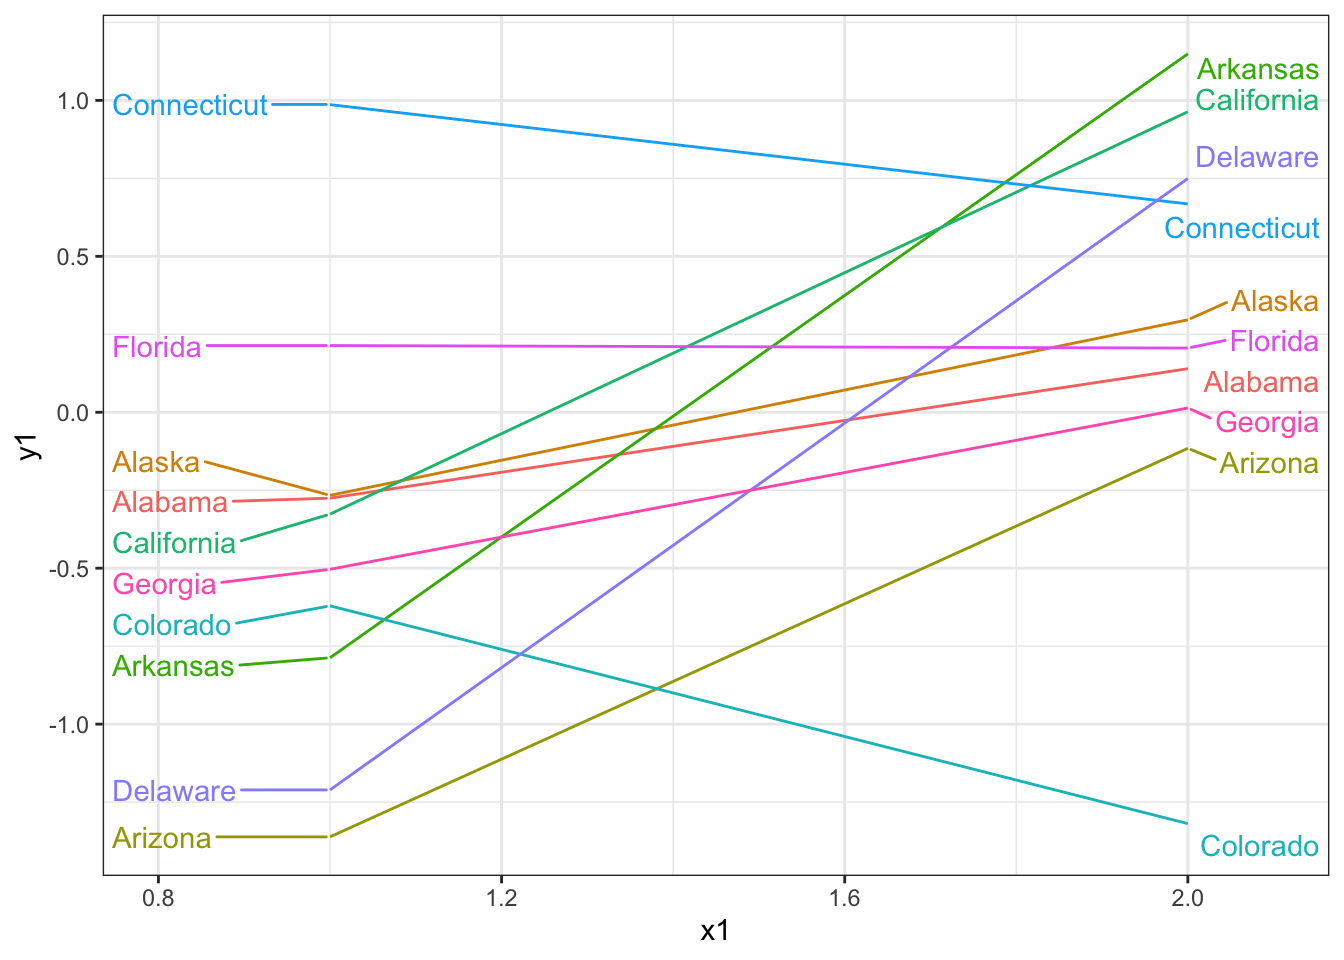 Arkansas
1.0
Connecticut
California
Delaware
Connecticut
0.5
Alaska
Florida
Florida
Alabama
0.0
Georgia
y1
Alaska
Arizona
Alabama
California
-0.5
Georgia
Colorado
Arkansas
-1.0
Delaware
Arizona
Colorado
0.8
1.2
1.6
2.0
x1